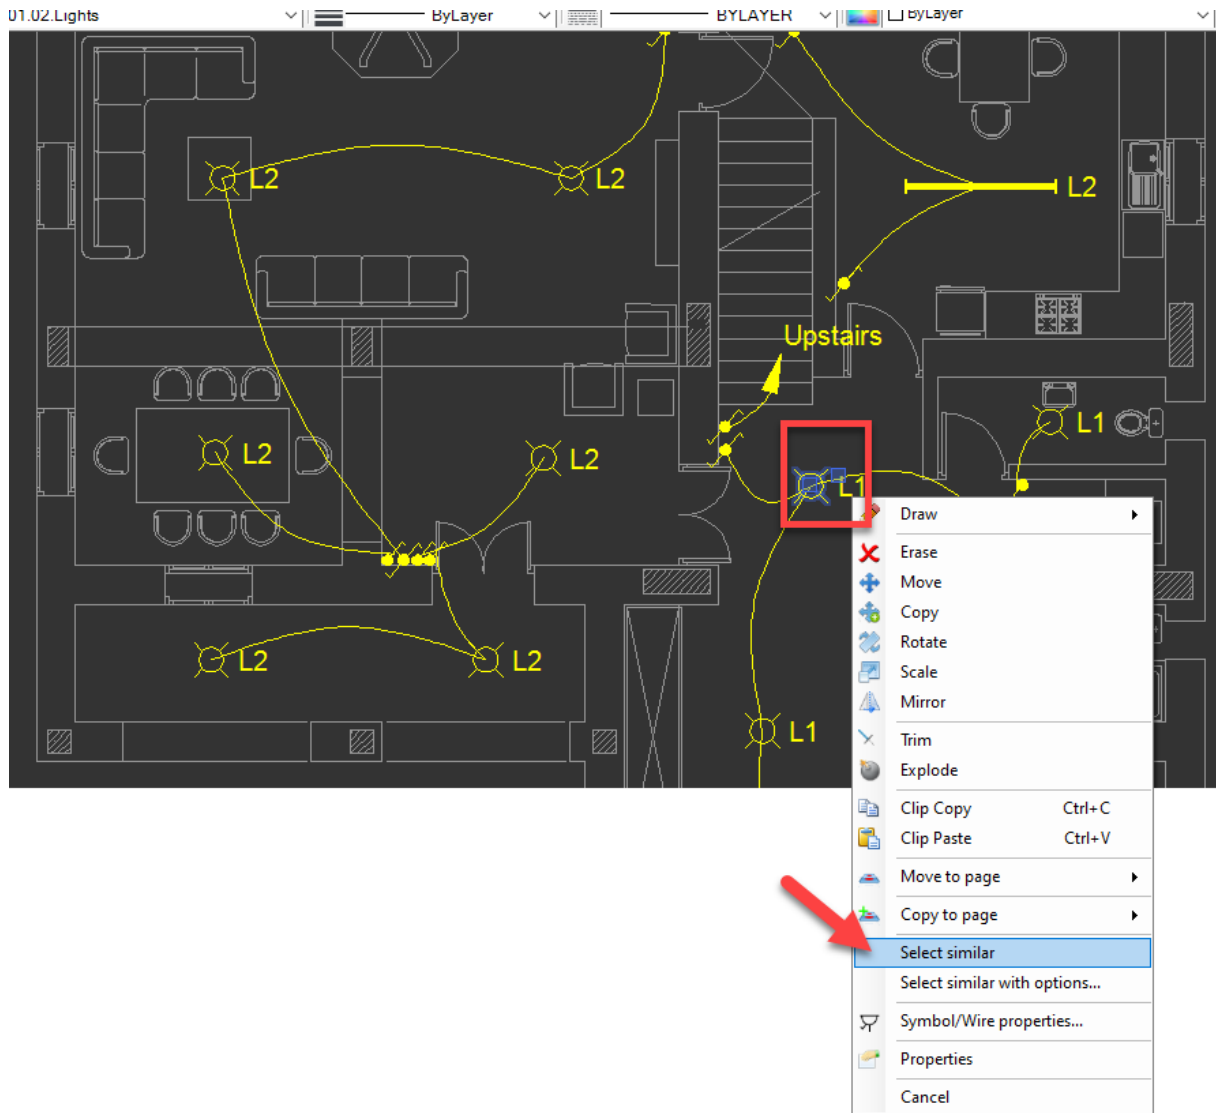 01.02.Lights
ByLayer
BYLAYER
ByLayer
L2
L2
L2
Upstairs
L1
L2
L2
L1
L2
L2
L1
Draw
Erase
Move
Copy
Rotate
Scale
Mirror
Trim
Explode
Clip Copy Ctrl+C
Clip Paste Ctrl+V
Move to page
Copy to page
Select similar
Select similar with options...
Symbol/Wire properties...
Properties
Cancel